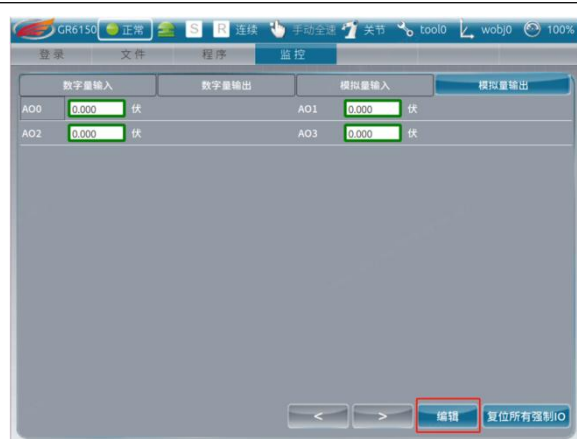 GR6150 正常 S R 连续 手动全速 关节 tool0 wobj0 100%
登录 文件 程序 监控
数字量输入 数字量输出 模拟量输入 模拟量输出
AO0 0.000 伏 AO1 0.000 伏
AO2 0.000 伏 AO3 0.000 伏
< > 编辑 复位所有强制IO